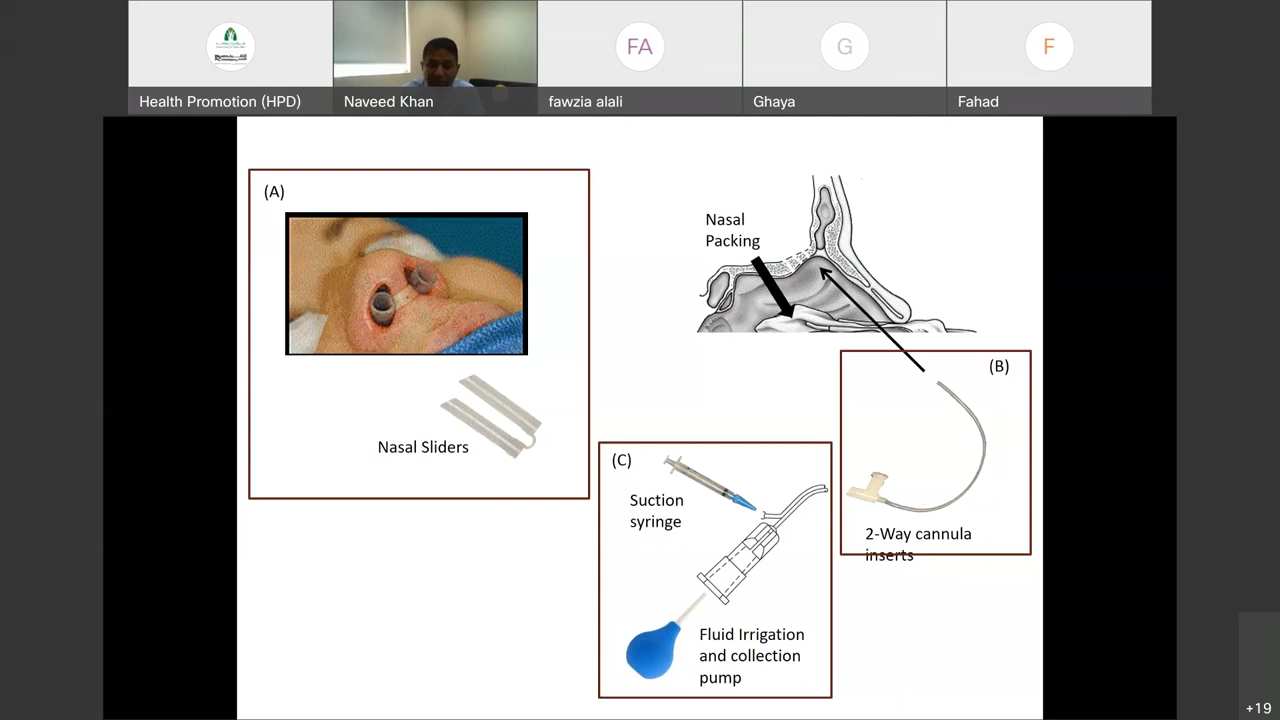 FA
G
F
Health Promotion (HPD)
Naveed Khan
fawzia alali
Ghaya
Fahad
(A)
Nasal Sliders
Nasal
Packing
(B)
2-Way cannula
inserts
(C)
Suction
syringe
Fluid Irrigation
and collection
pump
+19